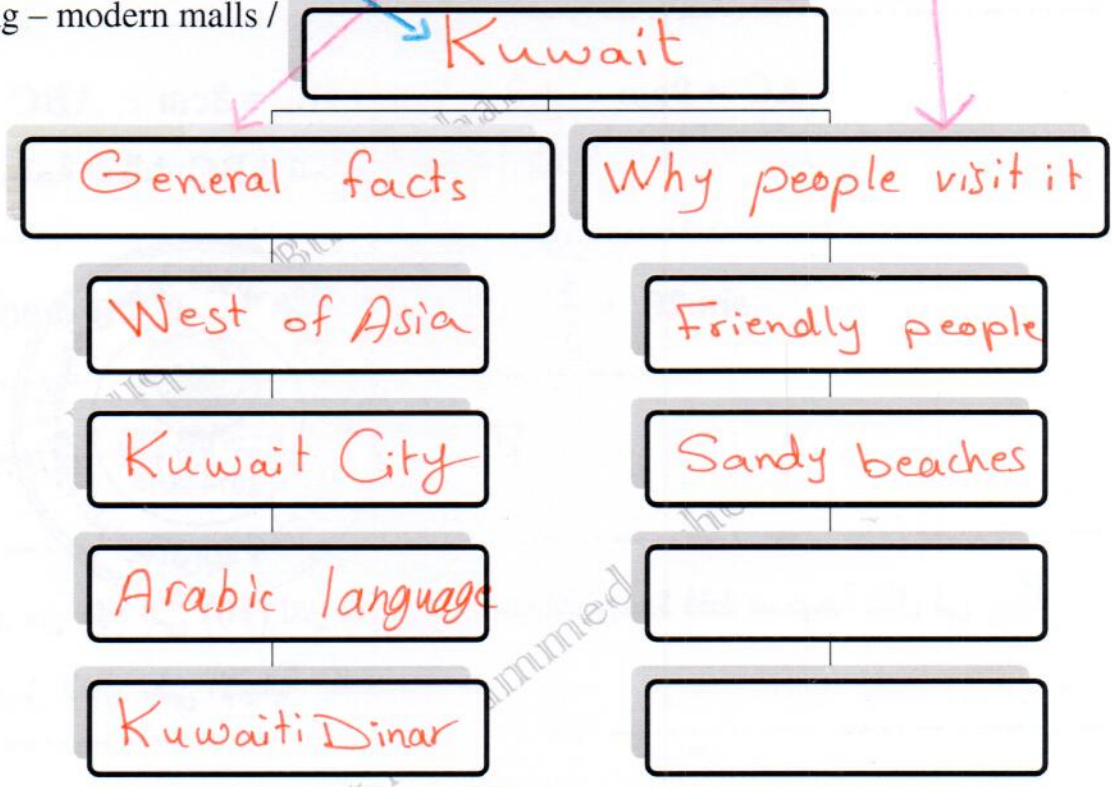 g – modern malls /
Kuwait
General facts
Why people visit it
West of Asia
Friendly people
Kuwait City
Sandy beaches
Arabic language
Kuwaiti Dinar